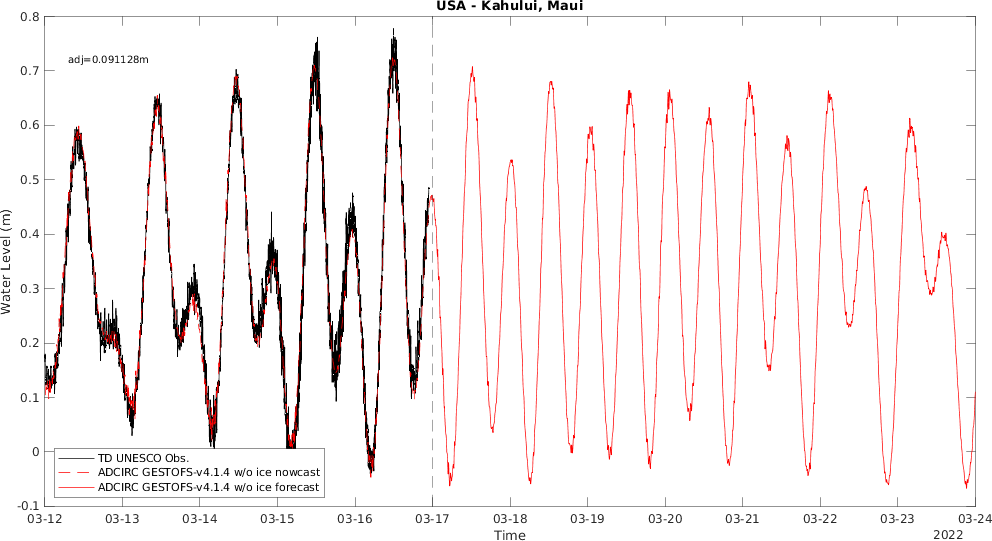 USA - Kahului, Maui
adj=0.091128m
Water Level (m)
0.8
0.7
0.6
0.5
0.4
0.3
0.2
0.1
0
-0.1
TD UNESCO Obs.
ADCIRC GESTOFS-v4.1.4 w/o ice nowcast
ADCIRC GESTOFS-v4.1.4 w/o ice forecast
03-12 03-13 03-14 03-15 03-16 03-17 03-18 03-19 03-20 03-21 03-22 03-23 03-24
Time
2022